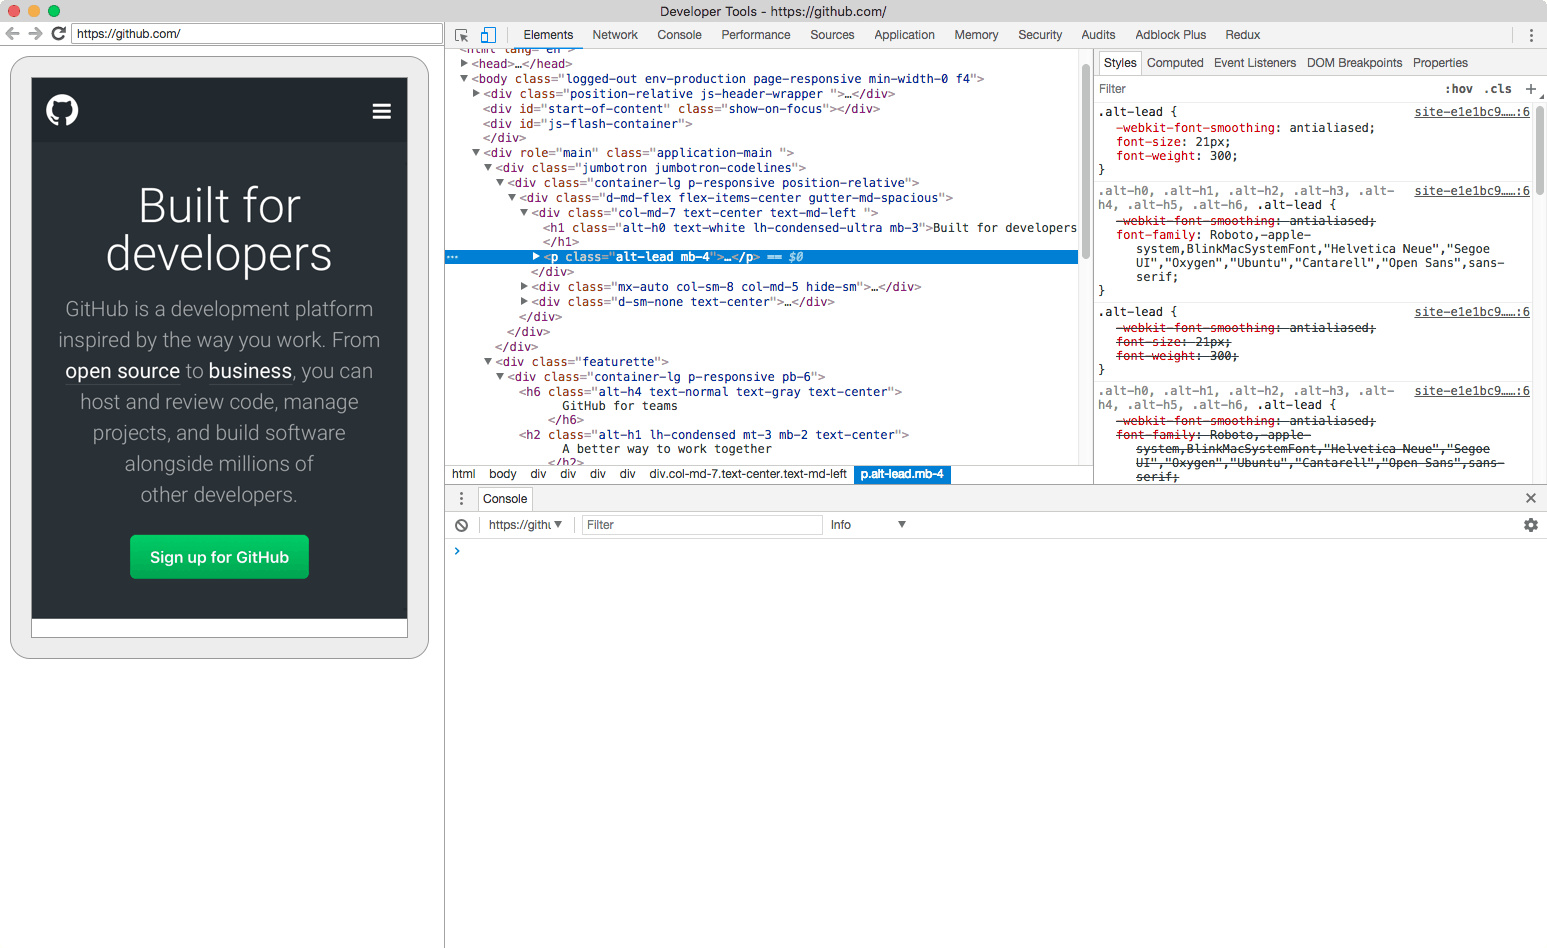 Developer Tools - https://github.com/
https://github.com/
Built for
developers
GitHub is a development platform
inspired by the way you work. From
open source to business, you can
host and review code, manage
projects, and build software
alongside millions of
other developers.
Sign up for GitHub
Elements Network Console Performance Sources Application Memory Security Audits Adblock Plus Redux
<html lang="en">
<head>…</head>
<body class="logged-out env-production page-responsive min-width-0 f4">
<div class="position-relative js-header-wrapper ">…</div>
<div id="start-of-content" class="show-on-focus"></div>
<div id="js-flash-container">
</div>
<div role="main" class="application-main ">
<div class="jumbotron jumbotron-codelines">
<div class="container-lg p-responsive position-relative">
<div class="d-md-flex flex-items-center gutter-md-spacious">
<div class="col-md-7 text-center text-md-left ">
<h1 class="alt-h0 text-white lh-condensed-ultra mb-3">Built for developers
</h1>
… <p class="alt-lead mb-4">…</p> == $0
</div>
<div class="mx-auto col-sm-8 col-md-5 hide-sm">…</div>
<div class="d-sm-none text-center">…</div>
</div>
</div>
</div>
<div class="featurette">
<div class="container-lg p-responsive pb-6">
<h6 class="alt-h4 text-normal text-gray text-center">
GitHub for teams
</h6>
<h2 class="alt-h1 lh-condensed mt-3 mb-2 text-center">
A better way to work together
</h2>
html body div div div div div.col-md-7.text-center.text-md-left p.alt-lead.mb-4
Styles Computed Event Listeners DOM Breakpoints Properties
Filter :hov .cls +
.alt-lead { site-e1e1bc9……:6
-webkit-font-smoothing: antialiased;
font-size: 21px;
font-weight: 300;
}
.alt-h0, .alt-h1, .alt-h2, .alt-h3, .alt- site-e1e1bc9……:6
h4, .alt-h5, .alt-h6, .alt-lead {
-webkit-font-smoothing: antialiased;
font-family: Roboto,-apple-
system,BlinkMacSystemFont,"Helvetica Neue","Segoe
UI","Oxygen","Ubuntu","Cantarell","Open Sans",sans-
serif;
}
.alt-lead { site-e1e1bc9……:6
-webkit-font-smoothing: antialiased;
font-size: 21px;
font-weight: 300;
}
.alt-h0, .alt-h1, .alt-h2, .alt-h3, .alt- site-e1e1bc9……:6
h4, .alt-h5, .alt-h6, .alt-lead {
-webkit-font-smoothing: antialiased;
font-family: Roboto,-apple-
system,BlinkMacSystemFont,"Helvetica Neue","Segoe
UI","Oxygen","Ubuntu","Cantarell","Open Sans",sans-
serif;
Console
https://githu Filter Info